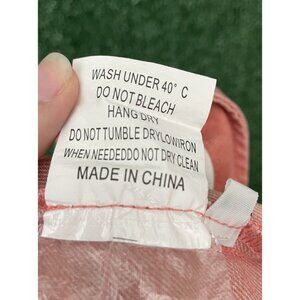 WASH UNDER 40° C
DO NOT BLEACH
HANG DRY
DO NOT TUMBLE DRYLOWIRON
WHEN NEEDEDDO NOT DRY CLEAN
MADE IN CHINA